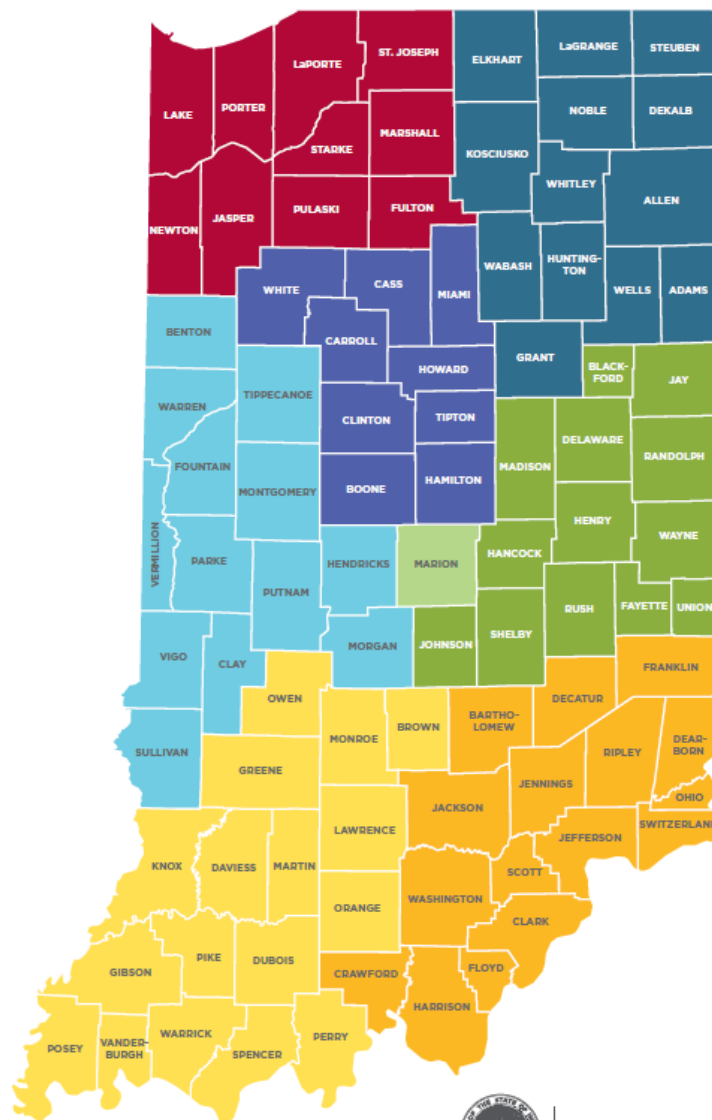 ST. JOSEPH
LaPORTE
ELKHART
LaGRANGE
STEUBEN
LAKE
PORTER
NOBLE
DEKALB
MARSHALL
STARKE
KOSCIUSKO
WHITLEY
ALLEN
NEWTON
JASPER
PULASKI
FULTON
WABASH
HUNTING-
TON
WHITE
CASS
MIAMI
WELLS
ADAMS
BENTON
CARROLL
HOWARD
GRANT
BLACK-
FORD
JAY
WARREN
TIPPECANOE
CLINTON
TIPTON
DELAWARE
RANDOLPH
FOUNTAIN
MONTGOMERY
BOONE
HAMILTON
MADISON
HENRY
WAYNE
VERMILLION
PARKE
PUTNAM
HENDRICKS
MARION
HANCOCK
RUSH
FAYETTE
UNION
VIGO
CLAY
MORGAN
JOHNSON
SHELBY
FRANKLIN
OWEN
MONROE
BROWN
BARTHO-
LOMEW
DECATUR
RIPLEY
DEAR-
BORN
SULLIVAN
GREENE
JACKSON
JENNINGS
OHIO
SWITZERLAND
KNOX
DAVIESS
MARTIN
LAWRENCE
JEFFERSON
SCOTT
ORANGE
WASHINGTON
CLARK
GIBSON
PIKE
DUBOIS
CRAWFORD
HARRISON
FLOYD
POSEY
VANDER-
BURGH
WARRICK
SPENCER
PERRY
OF THE STATE OF